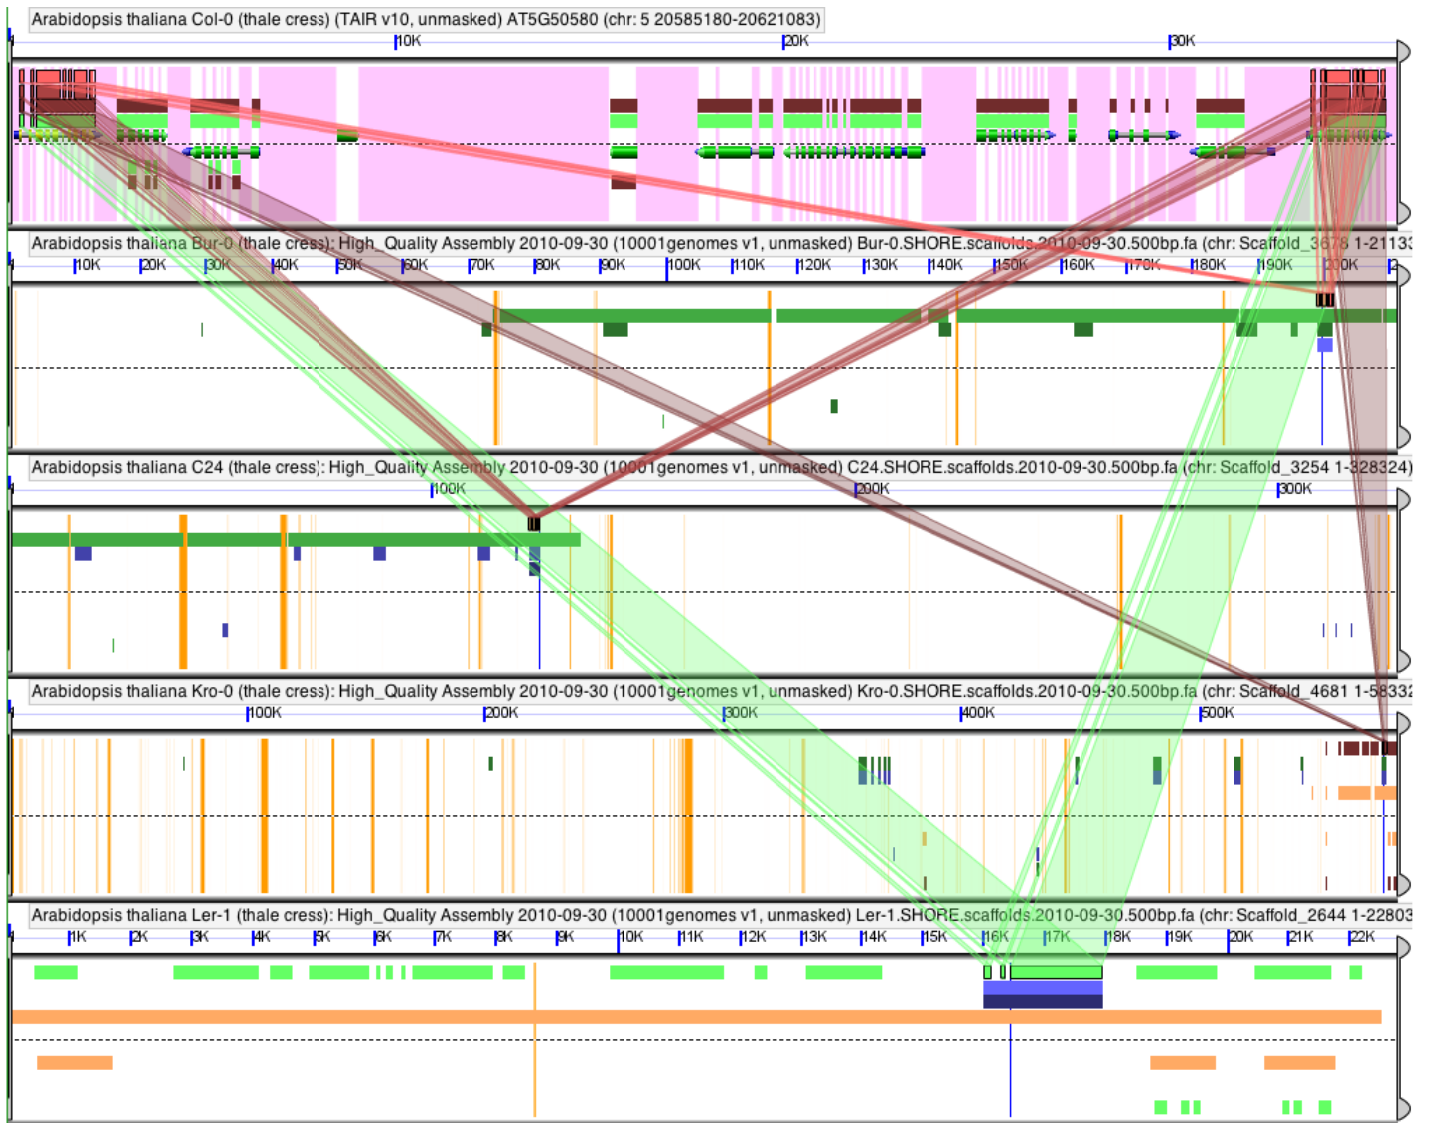 Arabidopsis thaliana Col-0 (thale cress) (TAIR v10, unmasked) AT5G50580 (chr: 5 20585180-20621083)
10K 20K 30K
Arabidopsis thaliana Bur-0 (thale cress): High_Quality Assembly 2010-09-30 (10001genomes v1, unmasked) Bur-0.SHORE.scaffolds.2010-09-30.500bp.fa (chr: Scaffold_3678 1-21133
10K 20K 30K 40K 50K 60K 70K 80K 90K 100K 110K 120K 130K 140K 150K 160K 170K 180K 190K 200K 2
Arabidopsis thaliana C24 (thale cress): High_Quality Assembly 2010-09-30 (10001genomes v1, unmasked) C24.SHORE.scaffolds.2010-09-30.500bp.fa (chr: Scaffold_3254 1-328324)
100K 200K 300K
Arabidopsis thaliana Kro-0 (thale cress): High_Quality Assembly 2010-09-30 (10001genomes v1, unmasked) Kro-0.SHORE.scaffolds.2010-09-30.500bp.fa (chr: Scaffold_4681 1-58332
100K 200K 300K 400K 500K
Arabidopsis thaliana Ler-1 (thale cress): High_Quality Assembly 2010-09-30 (10001genomes v1, unmasked) Ler-1.SHORE.scaffolds.2010-09-30.500bp.fa (chr: Scaffold_2644 1-22803
1K 2K 3K 4K 5K 6K 7K 8K 9K 10K 11K 12K 13K 14K 15K 16K 17K 18K 19K 20K 21K 22K